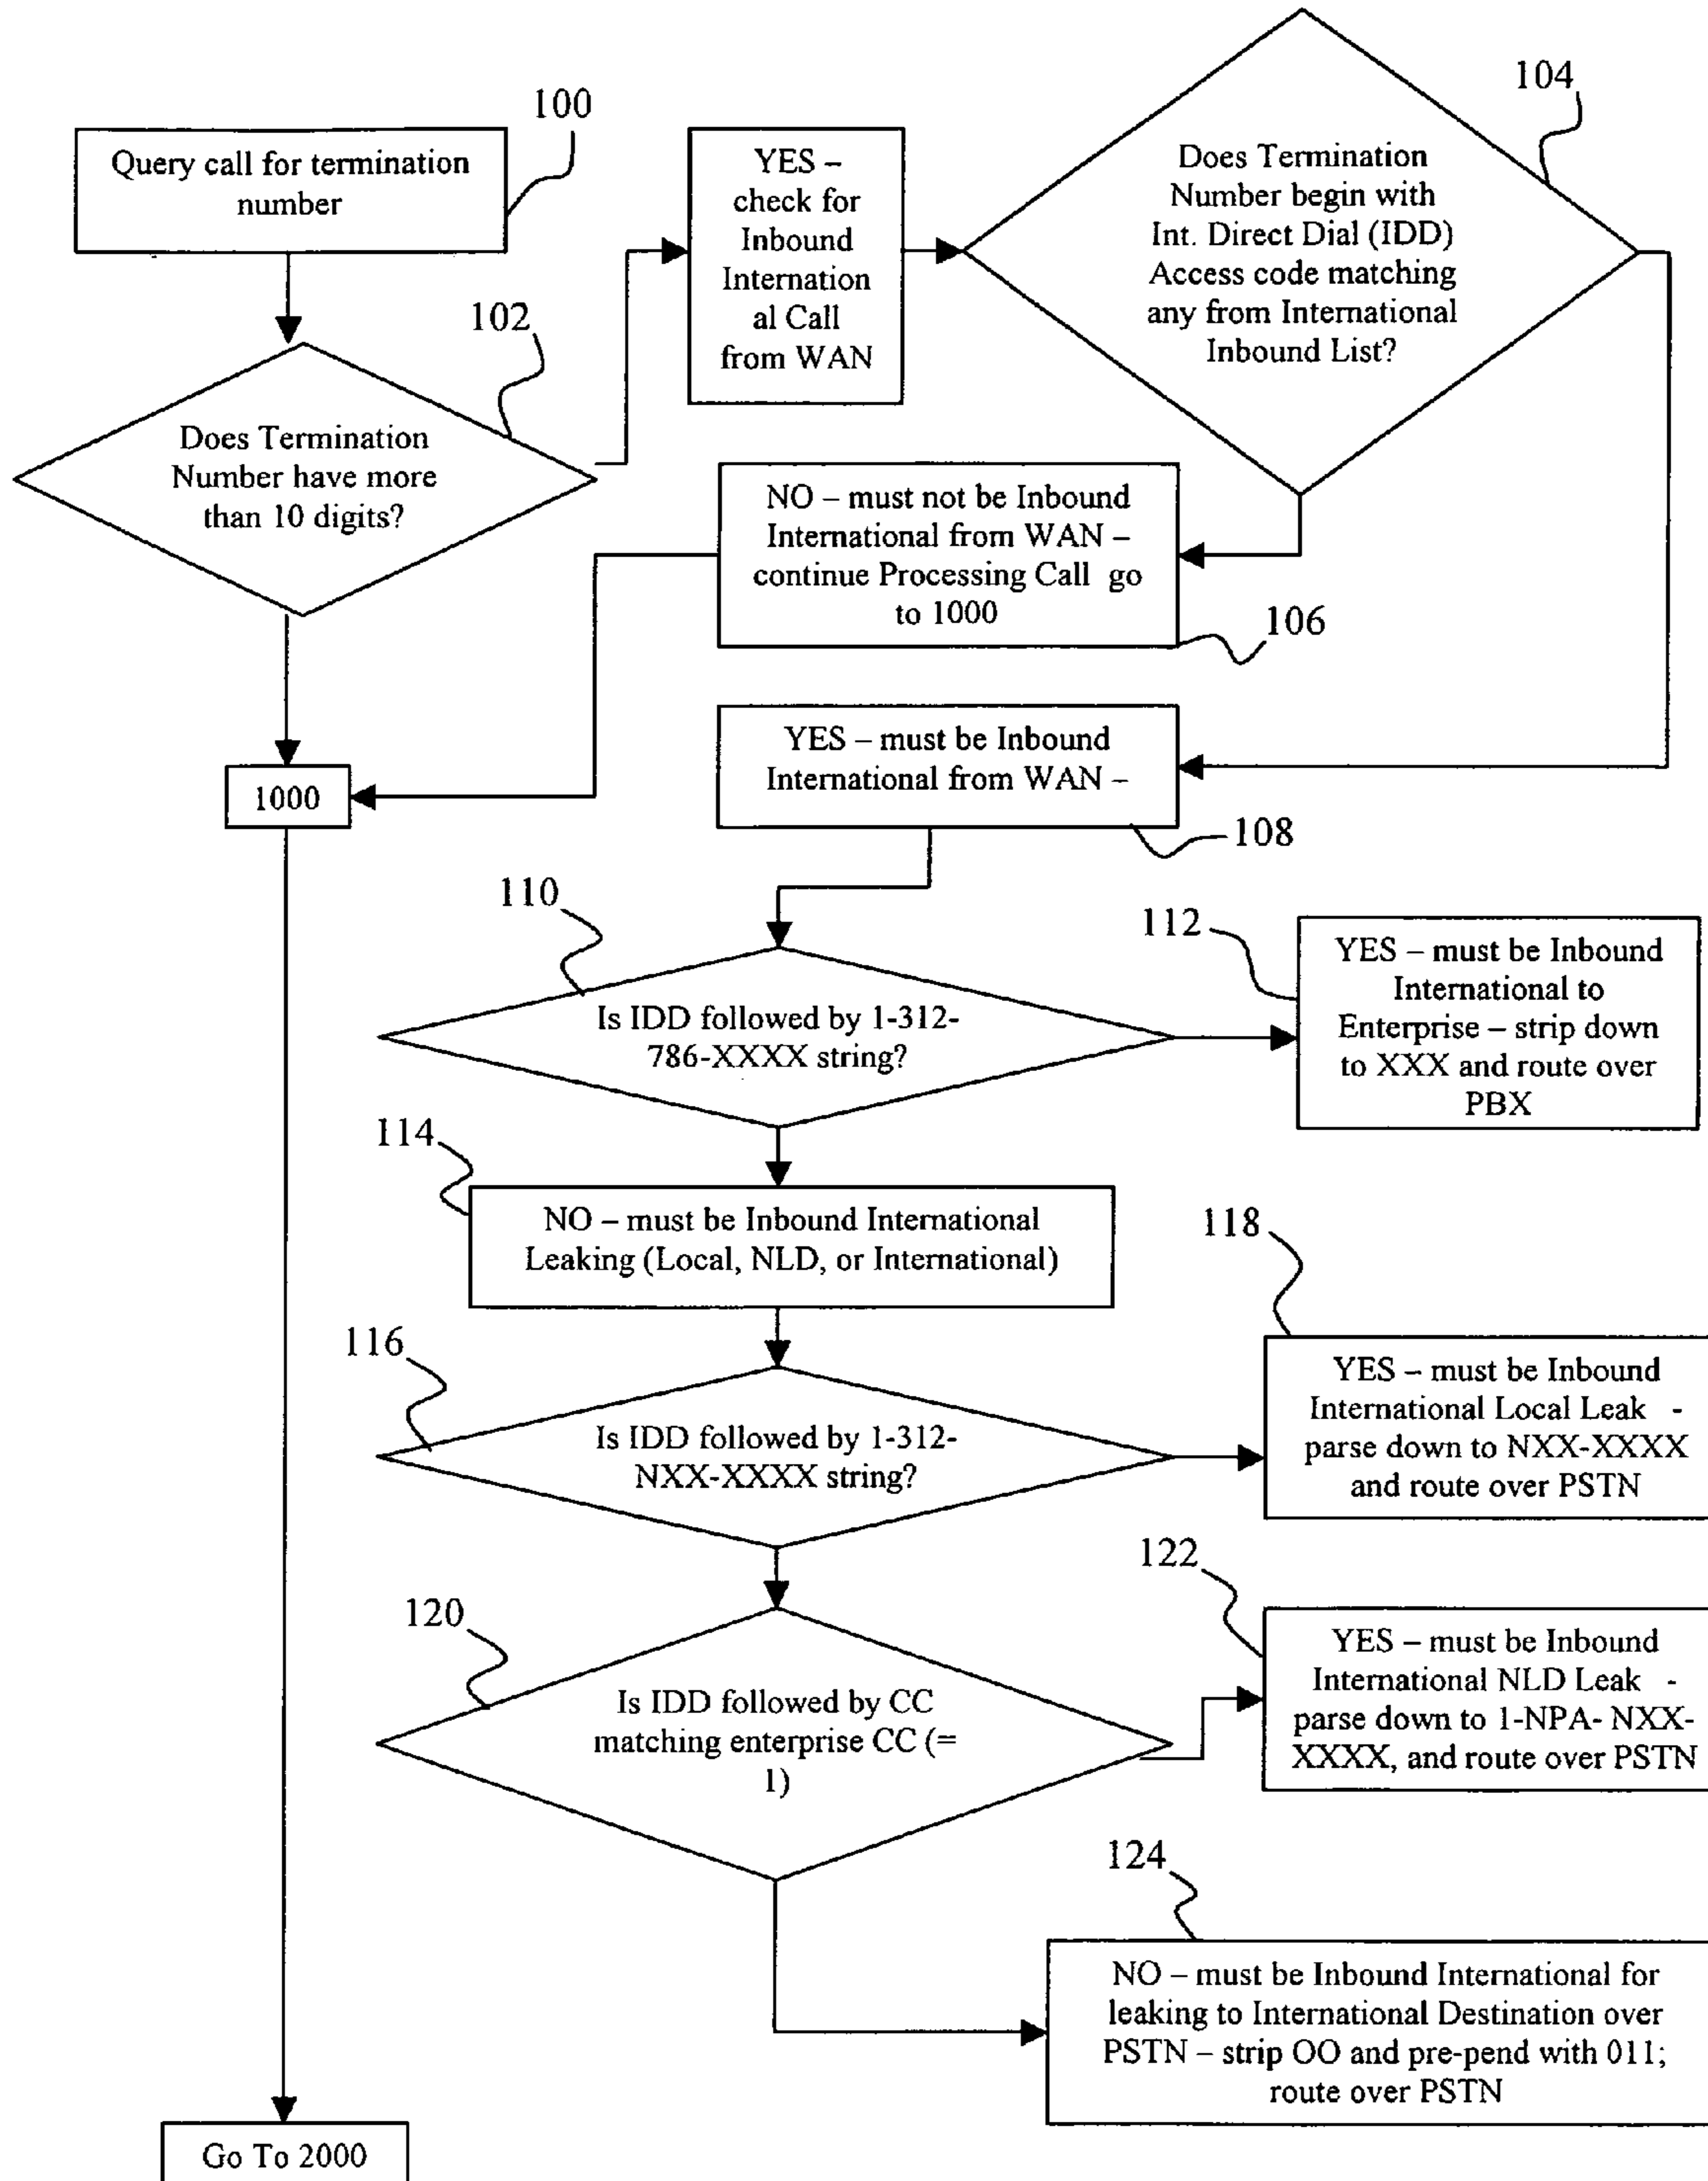 100
Query call for termination
number
102
Does Termination
Number have more
than 10 digits?
YES –
check for
Inbound
Internation
al Call
from WAN
104
Does Termination
Number begin with
Int. Direct Dial (IDD)
Access code matching
any from International
Inbound List?
NO – must not be Inbound
International from WAN –
continue Processing Call go
to 1000
106
YES – must be Inbound
International from WAN –
108
1000
110
Is IDD followed by 1-312-
786-XXXX string?
112
YES – must be Inbound
International to
Enterprise – strip down
to XXX and route over
PBX
114
NO – must be Inbound International
Leaking (Local, NLD, or International)
116
Is IDD followed by 1-312-
NXX-XXXX string?
118
YES – must be Inbound
International Local Leak -
parse down to NXX-XXXX
and route over PSTN
120
Is IDD followed by CC
matching enterprise CC (=
1)
122
YES – must be Inbound
International NLD Leak -
parse down to 1-NPA- NXX-
XXXX, and route over PSTN
124
NO – must be Inbound International for
leaking to International Destination over
PSTN – strip OO and pre-pend with 011;
route over PSTN
Go To 2000